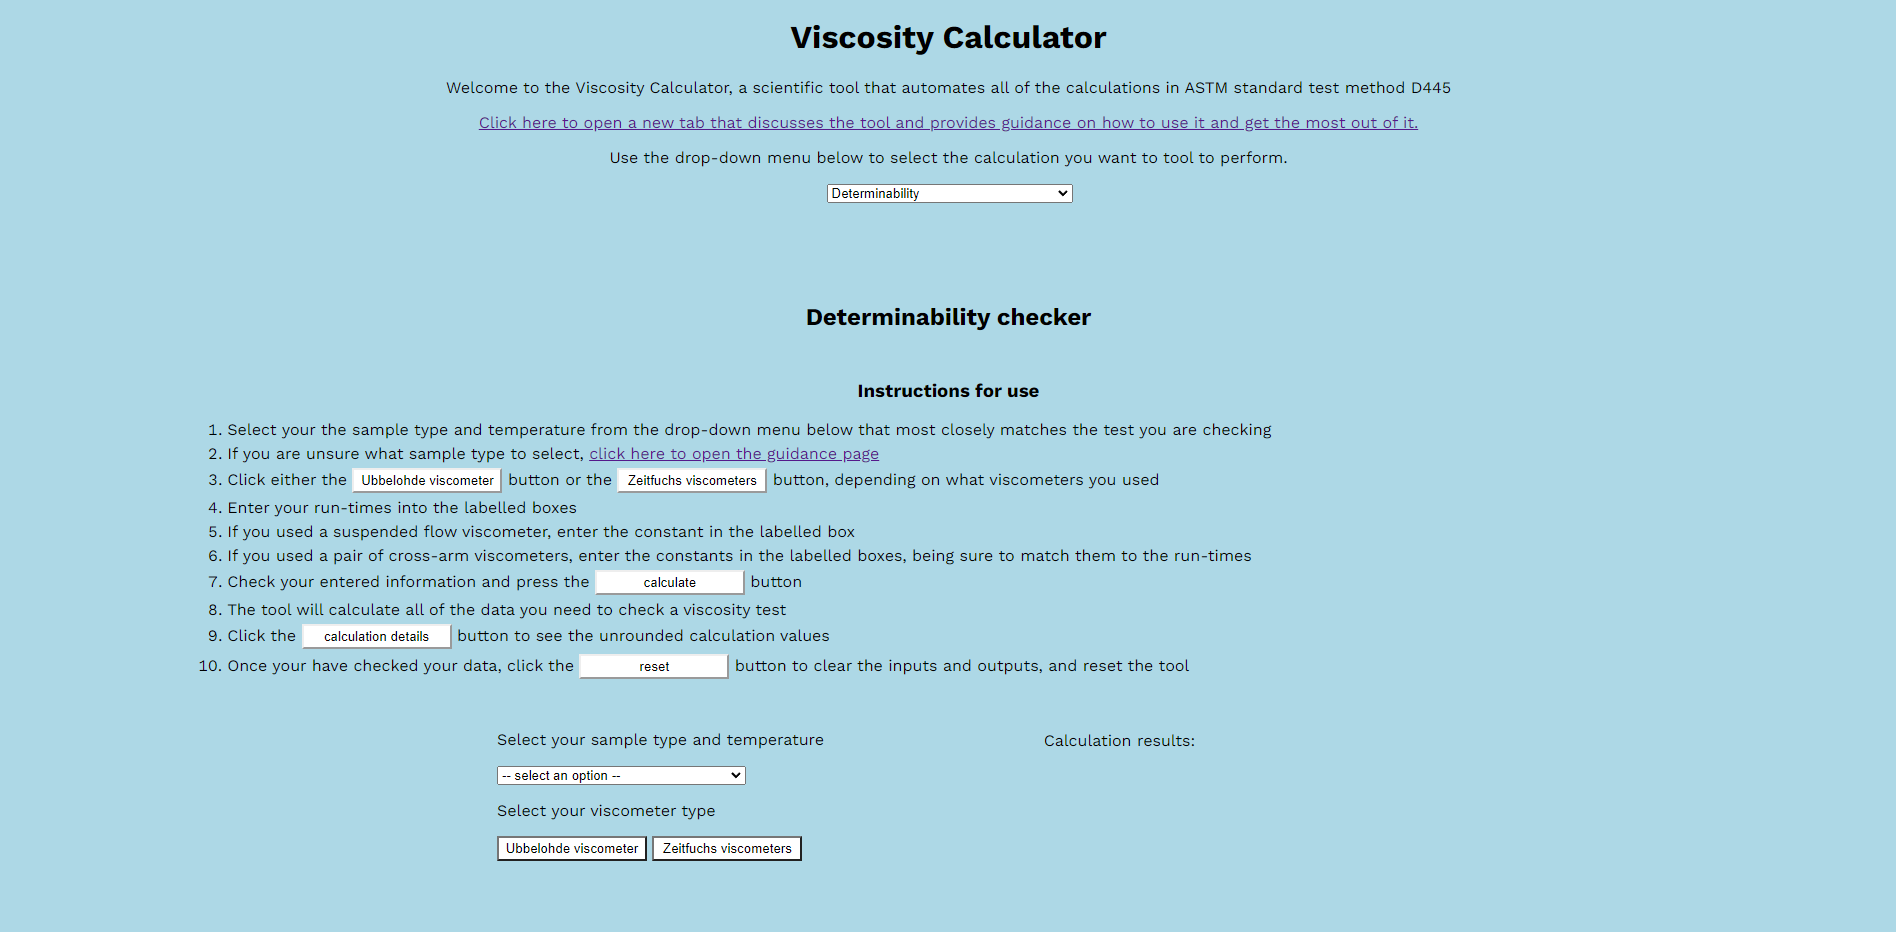 Viscosity Calculator
Welcome to the Viscosity Calculator, a scientific tool that automates all of the calculations in ASTM standard test method D445
Click here to open a new tab that discusses the tool and provides guidance on how to use it and get the most out of it.
Use the drop-down menu below to select the calculation you want to tool to perform.
Determinability
Determinability checker
Instructions for use
1. Select your the sample type and temperature from the drop-down menu below that most closely matches the test you are checking
2. If you are unsure what sample type to select, click here to open the guidance page
3. Click either the Ubbelohde viscometer button or the Zeitfuchs viscometers button, depending on what viscometers you used
4. Enter your run-times into the labelled boxes
5. If you used a suspended flow viscometer, enter the constant in the labelled box
6. If you used a pair of cross-arm viscometers, enter the constants in the labelled boxes, being sure to match them to the run-times
7. Check your entered information and press the calculate button
8. The tool will calculate all of the data you need to check a viscosity test
9. Click the calculation details button to see the unrounded calculation values
10. Once your have checked your data, click the reset button to clear the inputs and outputs, and reset the tool
Select your sample type and temperature
-- select an option --
Select your viscometer type
Ubbelohde viscometer Zeitfuchs viscometers
Calculation results: